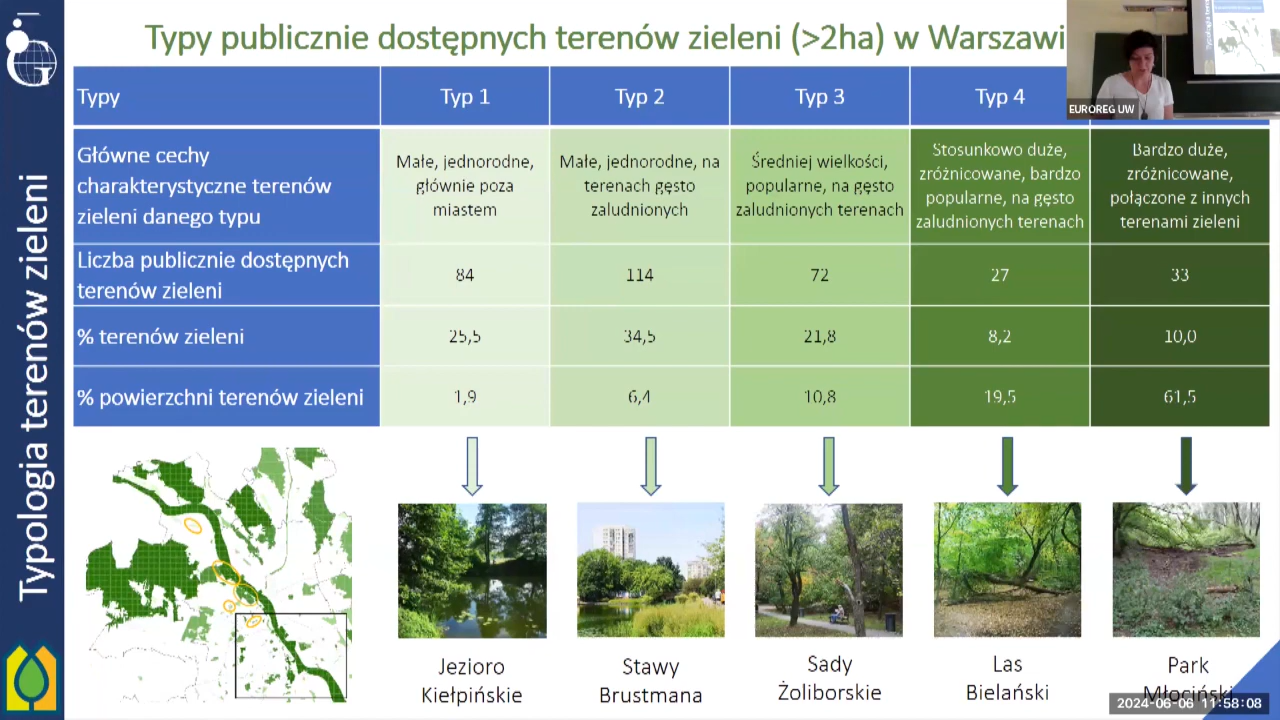 Typy publicznie dostępnych terenów zieleni (>2ha) w Warszawi
EUROREG UW
Typologia terenów zieleni
Typy
Typ 1
Typ 2
Typ 3
Typ 4
Główne cechy
charakterystyczne terenów
zieleni danego typu
Małe, jednorodne,
głównie poza
miastem
Małe, jednorodne, na
terenach gęsto
zaludnionych
Średniej wielkości,
popularne, na gęsto
zaludnionych terenach
Stosunkowo duże,
zróżnicowane, bardzo
popularne, na gęsto
zaludnionych terenach
Bardzo duże,
zróżnicowane,
połączone z innych
terenami zieleni
Liczba publicznie dostępnych
terenów zieleni
84
114
72
27
33
% terenów zieleni
25,5
34,5
21,8
8,2
10,0
% powierzchni terenów zieleni
1,9
6,4
10,8
19,5
61,5
Jezioro
Kiełpińskie
Stawy
Brustmana
Sady
Żoliborskie
Las
Bielański
Park
Młociński
2024-06-06 11:58:08